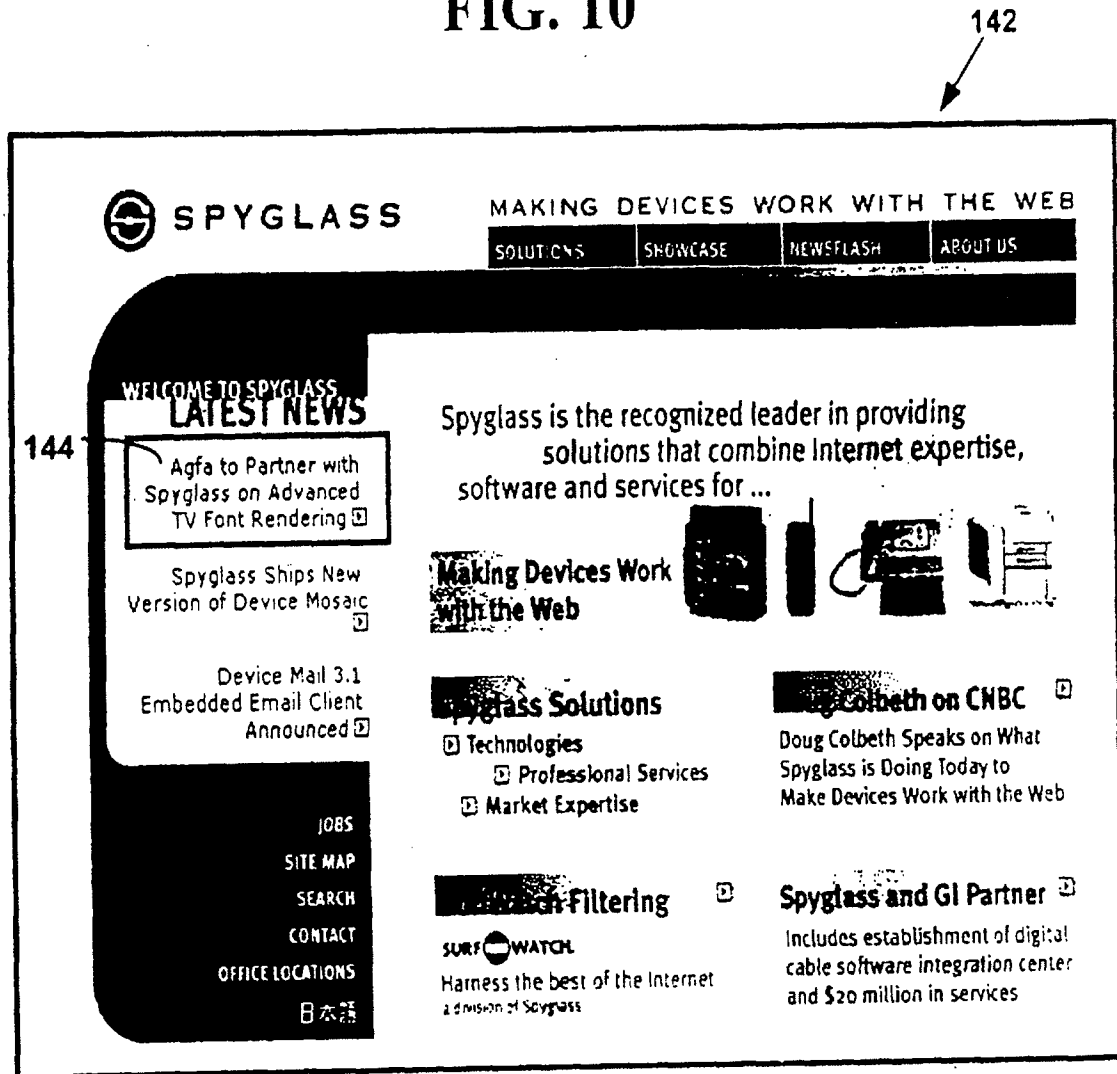 FIG. 10
142
SPYGLASS
MAKING DEVICES WORK WITH THE WEB
SOLUTIONS SHOWCASE NEWSFLASH ABOUT US
WELCOME TO SPYGLASS
LATEST NEWS
144
Agfa to Partner with
Spyglass on Advanced
TV Font Rendering
Spyglass Ships New
Version of Device Mosaic
Device Mail 3.1
Embedded Email Client
Announced
JOBS
SITE MAP
SEARCH
CONTACT
OFFICE LOCATIONS
日本語
Spyglass is the recognized leader in providing
solutions that combine Internet expertise,
software and services for ...
Making Devices Work
with the Web
Spyglass Solutions
Technologies
Professional Services
Market Expertise
Doug Colbeth on CNBC
Doug Colbeth Speaks on What
Spyglass is Doing Today to
Make Devices Work with the Web
Filtering
SURF WATCH
Harness the best of the Internet
a division of Spyglass
Spyglass and GI Partner
Includes establishment of digital
cable software integration center
and $20 million in services